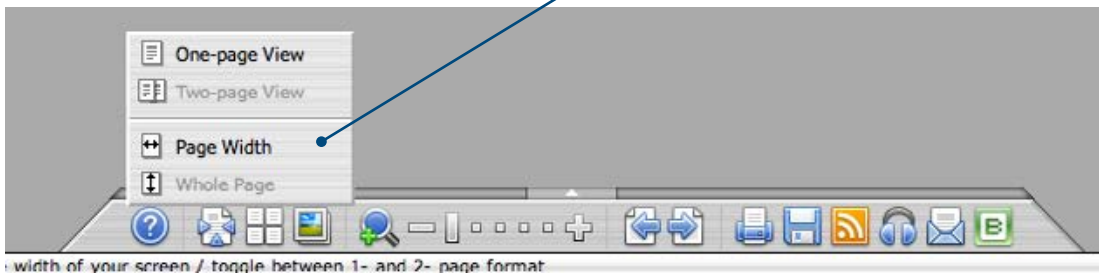 One-page View
Two-page View
Page Width
Whole Page
?
B
width of your screen / toggle between 1- and 2- page format